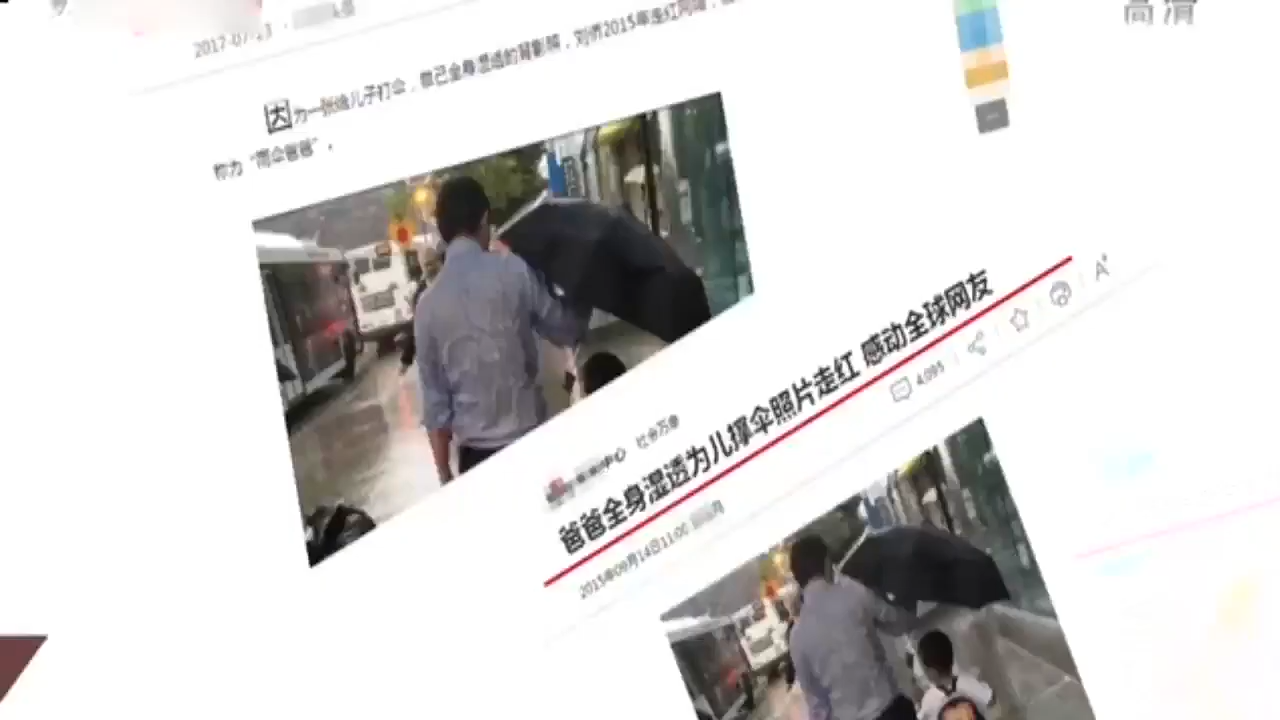 高清
2017-07-13
因为一张给儿子打伞，自己全身湿透的背影照，刘侨2015年走红网络，
称为“雨伞爸爸”。
中心 社会万象
爸爸全身湿透为儿撑伞照片走红 感动全球网友
2015年09月14日11:00
4,095
A+